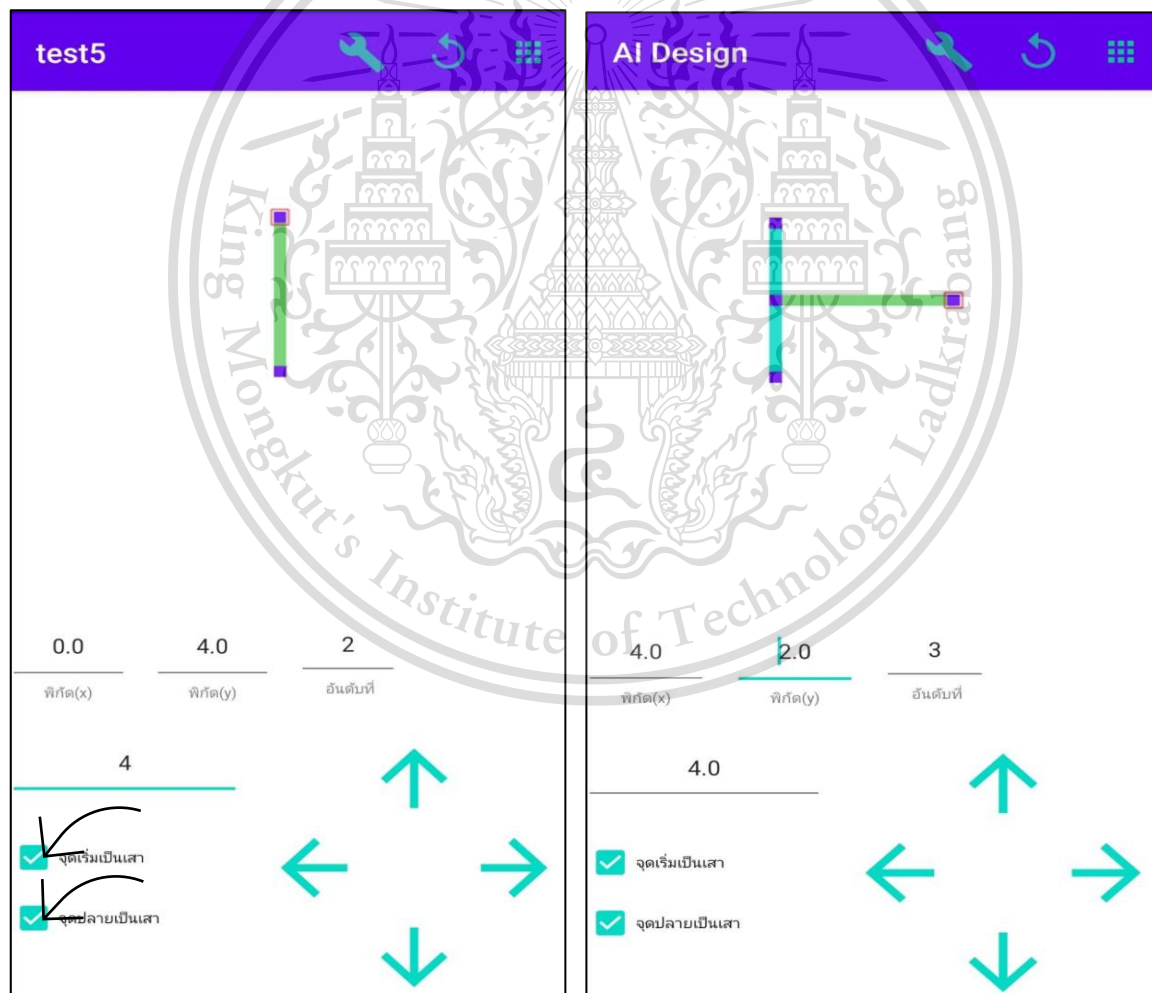 test5
0.0 4.0 2
พิกัด(x) พิกัด(y) อันดับที่
4
จุดเริ่มเป็นเสา
จุดปลายเป็นเสา
AI Design
4.0 2.0 3
พิกัด(x) พิกัด(y) อันดับที่
4.0
จุดเริ่มเป็นเสา
จุดปลายเป็นเสา
King Mongkut's Institute of Technology Ladkrabang